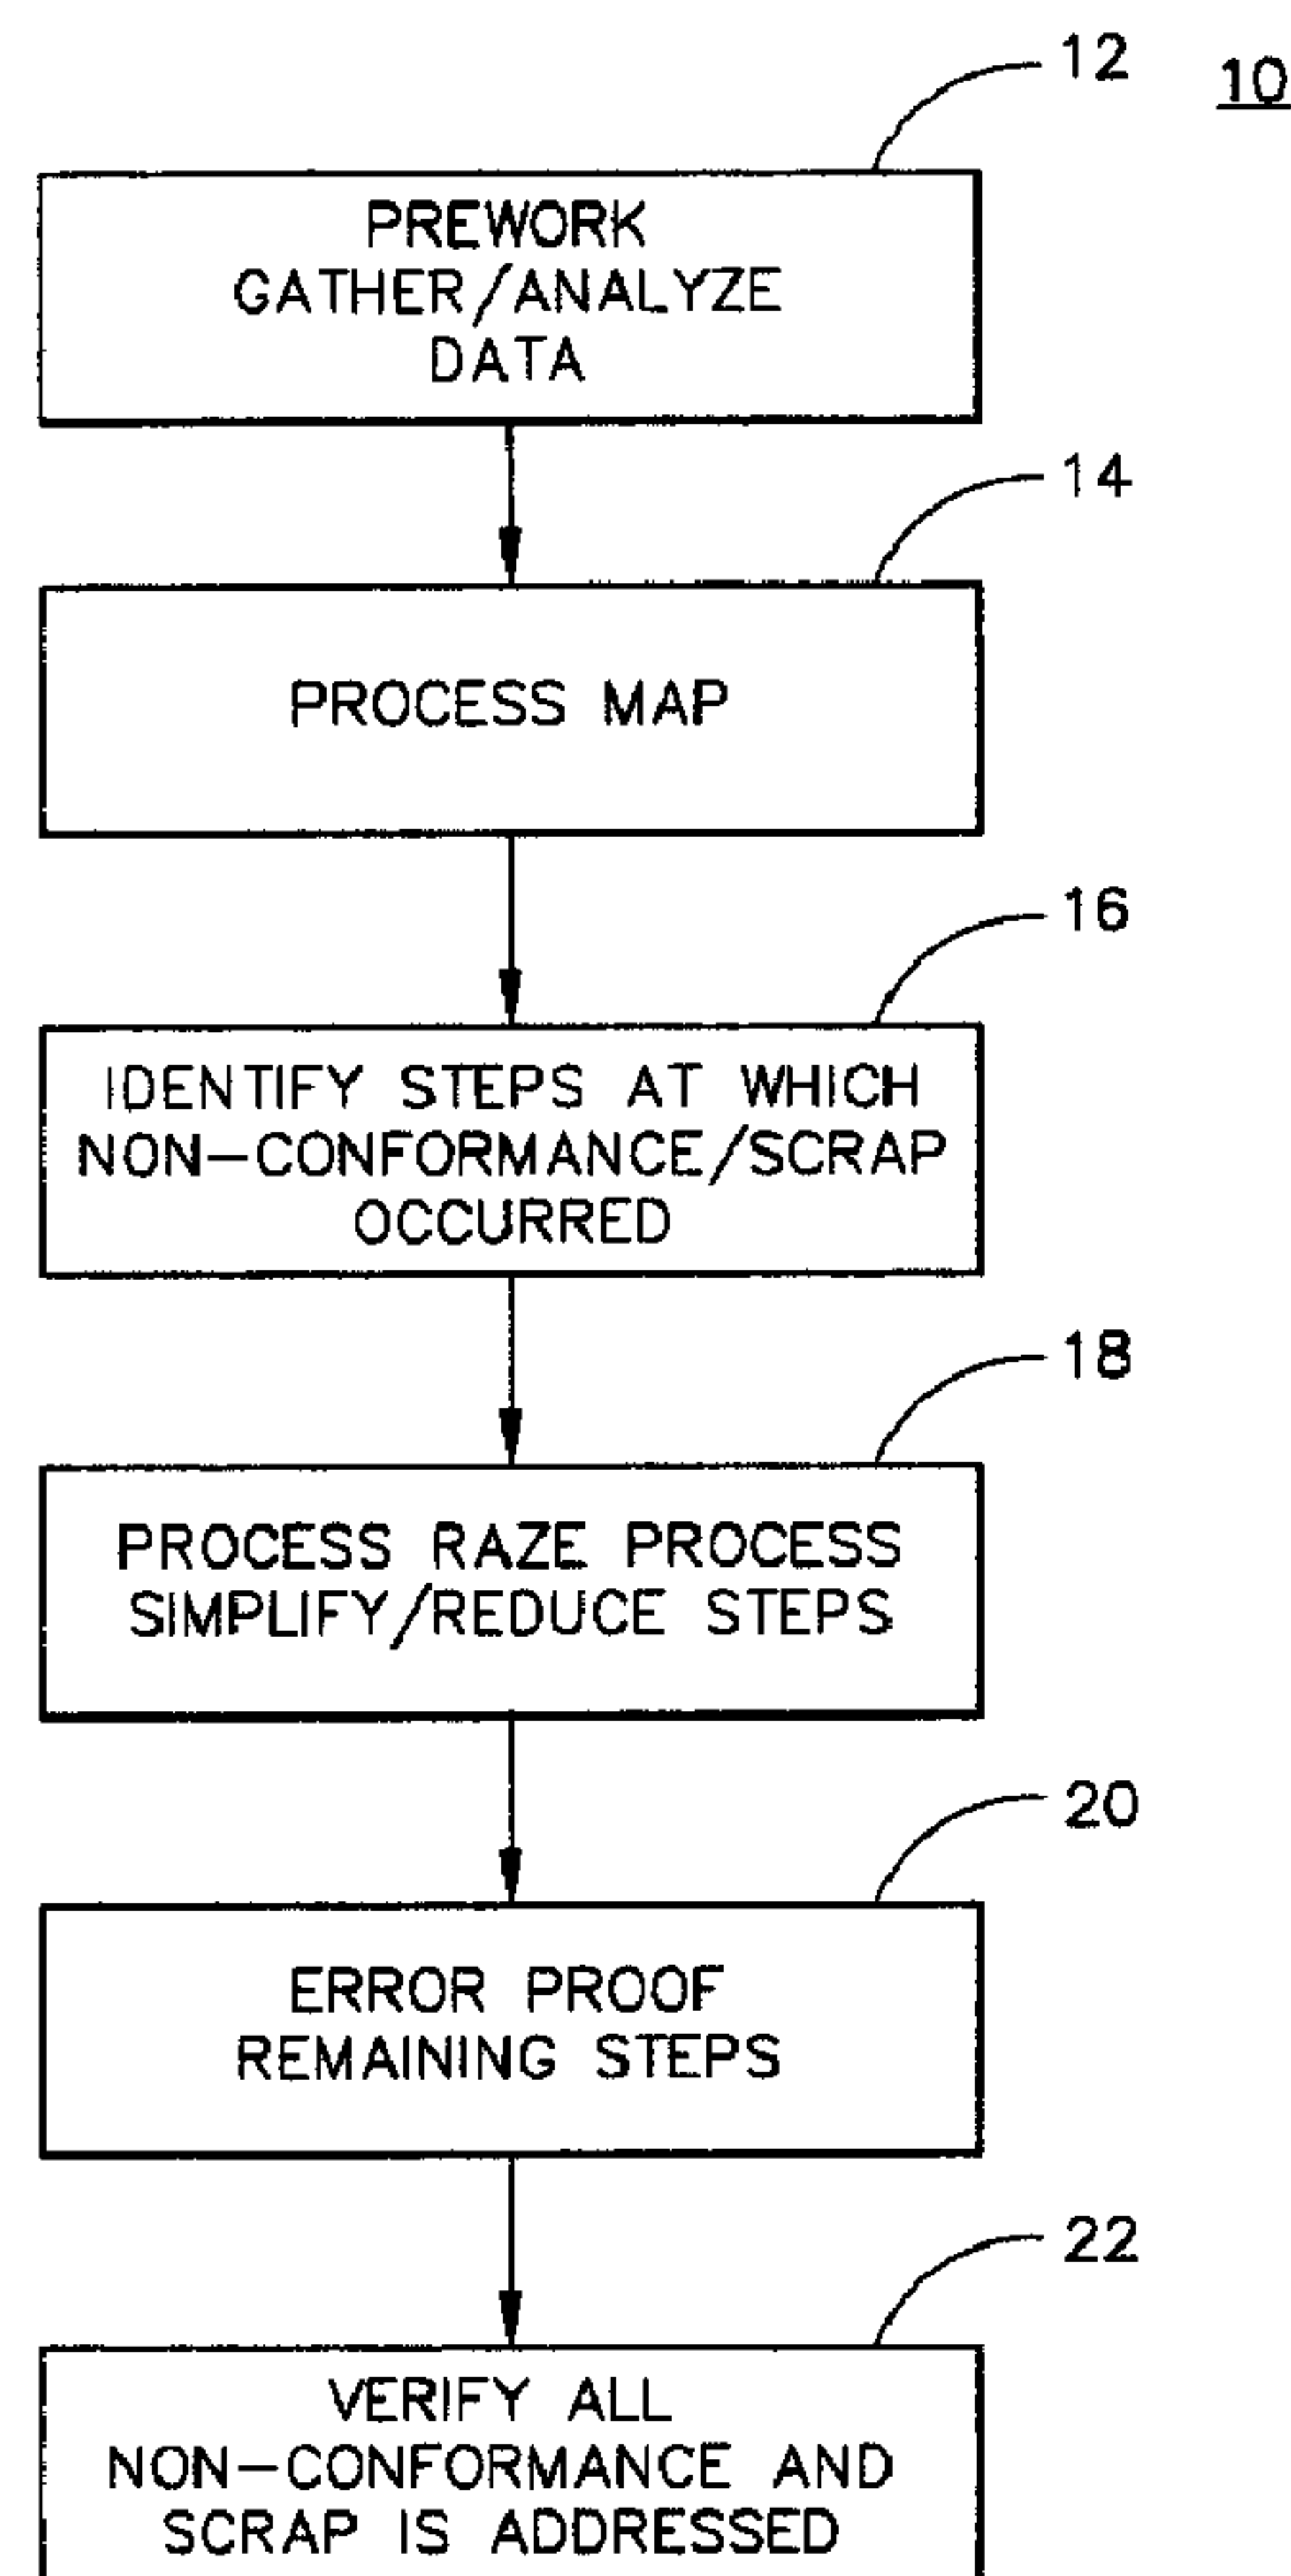 12
10
PREWORK
GATHER/ANALYZE
DATA
14
PROCESS MAP
16
IDENTIFY STEPS AT WHICH
NON-CONFORMANCE/SCRAP
OCCURRED
18
PROCESS RAZE PROCESS
SIMPLIFY/REDUCE STEPS
20
ERROR PROOF
REMAINING STEPS
22
VERIFY ALL
NON-CONFORMANCE AND
SCRAP IS ADDRESSED